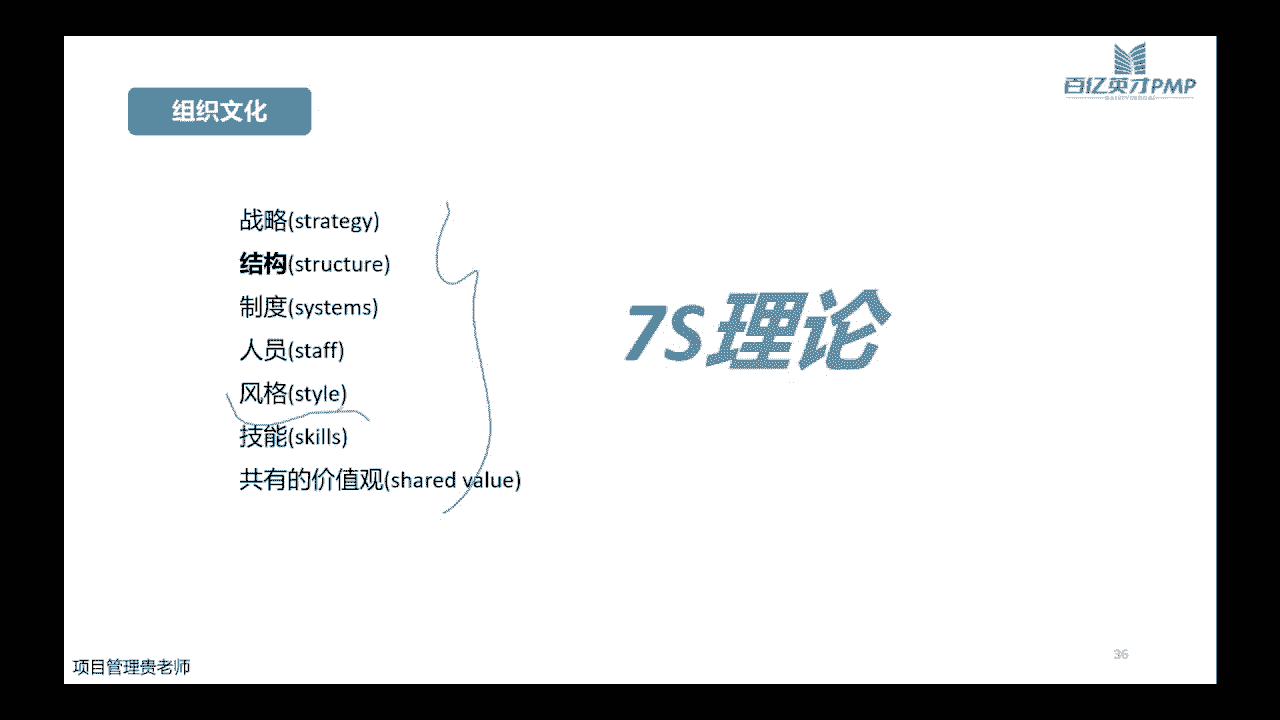 百亿英才PMP
组织文化
战略(strategy)
结构(structure)
制度(systems)
人员(staff)
风格(style)
技能(skills)
共有的价值观(shared value)
7S理论
36
项目管理贵老师